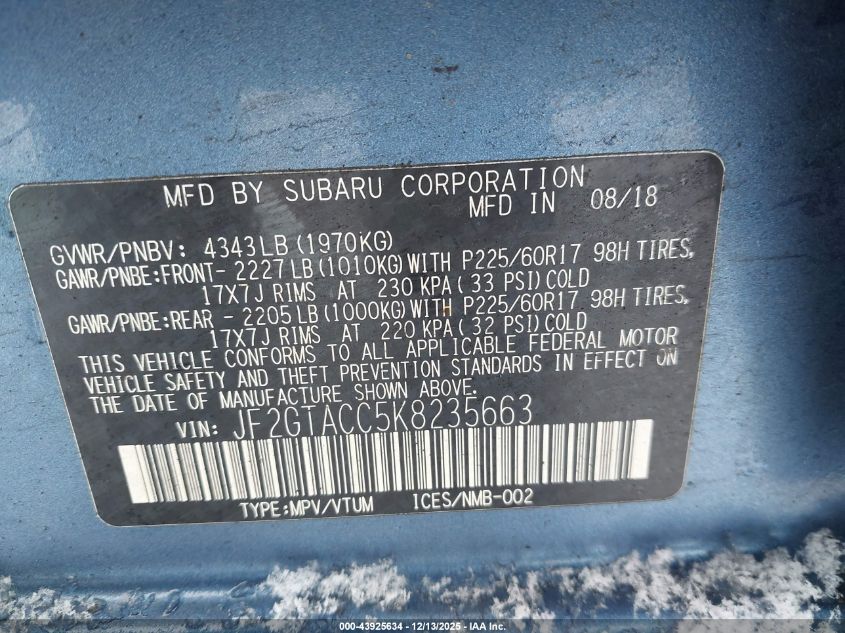 MFD BY SUBARU CORPORATION
MFD IN 08/18
GVWR/PNBV: 4343LB (1970KG)
GAWR/PNBE:FRONT- 2227LB (1010KG) WITH P225/60R17 98H TIRES,
17X7J RIMS AT 230 KPA ( 33 PSI) COLD
GAWR/PNBE:REAR - 2205LB (1000KG) WITH P225/60R17 98H TIRES,
17X7J RIMS AT 220 KPA ( 32 PSI) COLD
THIS VEHICLE CONFORMS TO ALL APPLICABLE FEDERAL MOTOR
VEHICLE SAFETY AND THEFT PREVENTION STANDARDS IN EFFECT ON
THE DATE OF MANUFACTURE SHOWN ABOVE.
VIN: JF2GTACC5K8235663
TYPE:MPV/VTUM ICES/NMB-002
000-43925634 - 12/13/2025 - IAA Inc.